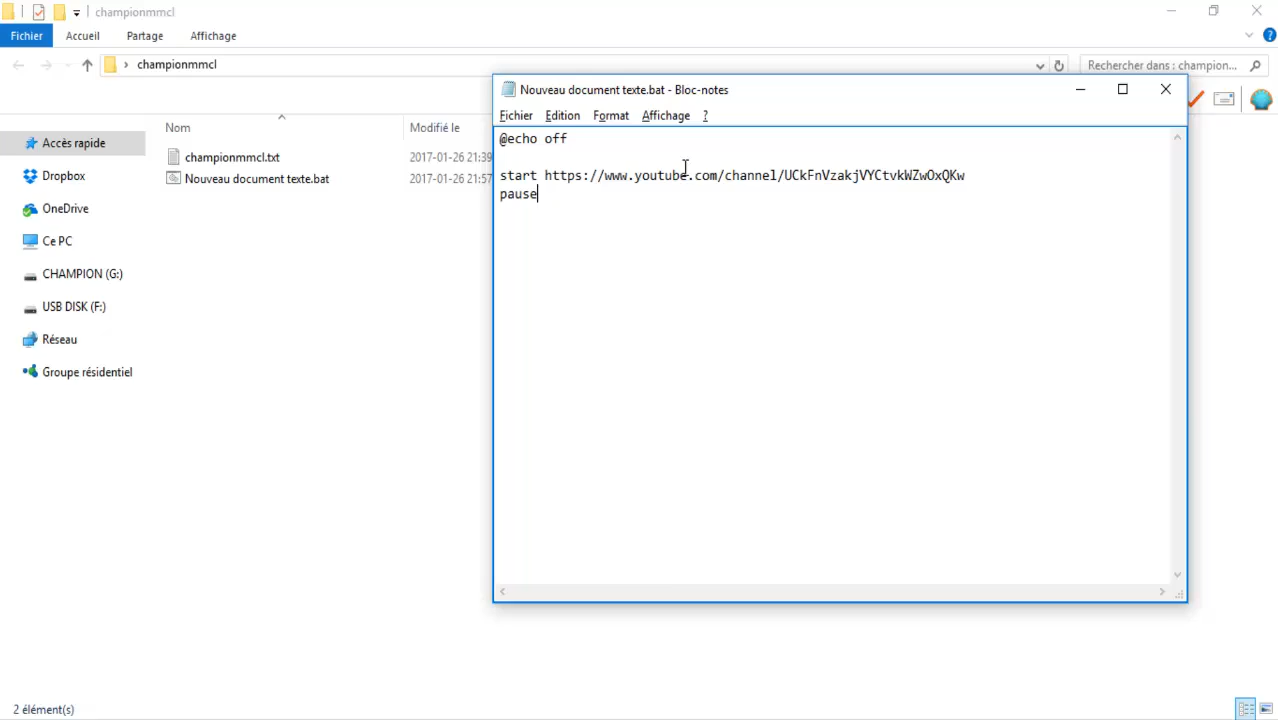 championmmcl
Fichier Accueil Partage Affichage
championmmcl
Rechercher dans : champion...
Nouveau document texte.bat - Bloc-notes
Fichier Edition Format Affichage ?
Nom
Modifié le
championmmcl.txt
2017-01-26 21:39
Nouveau document texte.bat
2017-01-26 21:57
Accès rapide
Dropbox
OneDrive
Ce PC
CHAMPION (G:)
USB DISK (F:)
Réseau
Groupe résidentiel
@echo off
start https://www.youtube.com/channel/UCkFnVzakjVYCtvkWZwOxQKw
pause
2 élément(s)